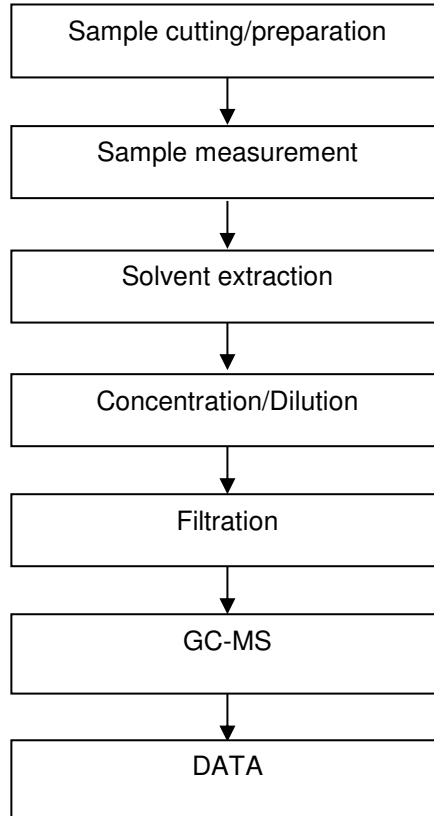 Sample cutting/preparation
Sample measurement
Solvent extraction
Concentration/Dilution
Filtration
GC-MS
DATA